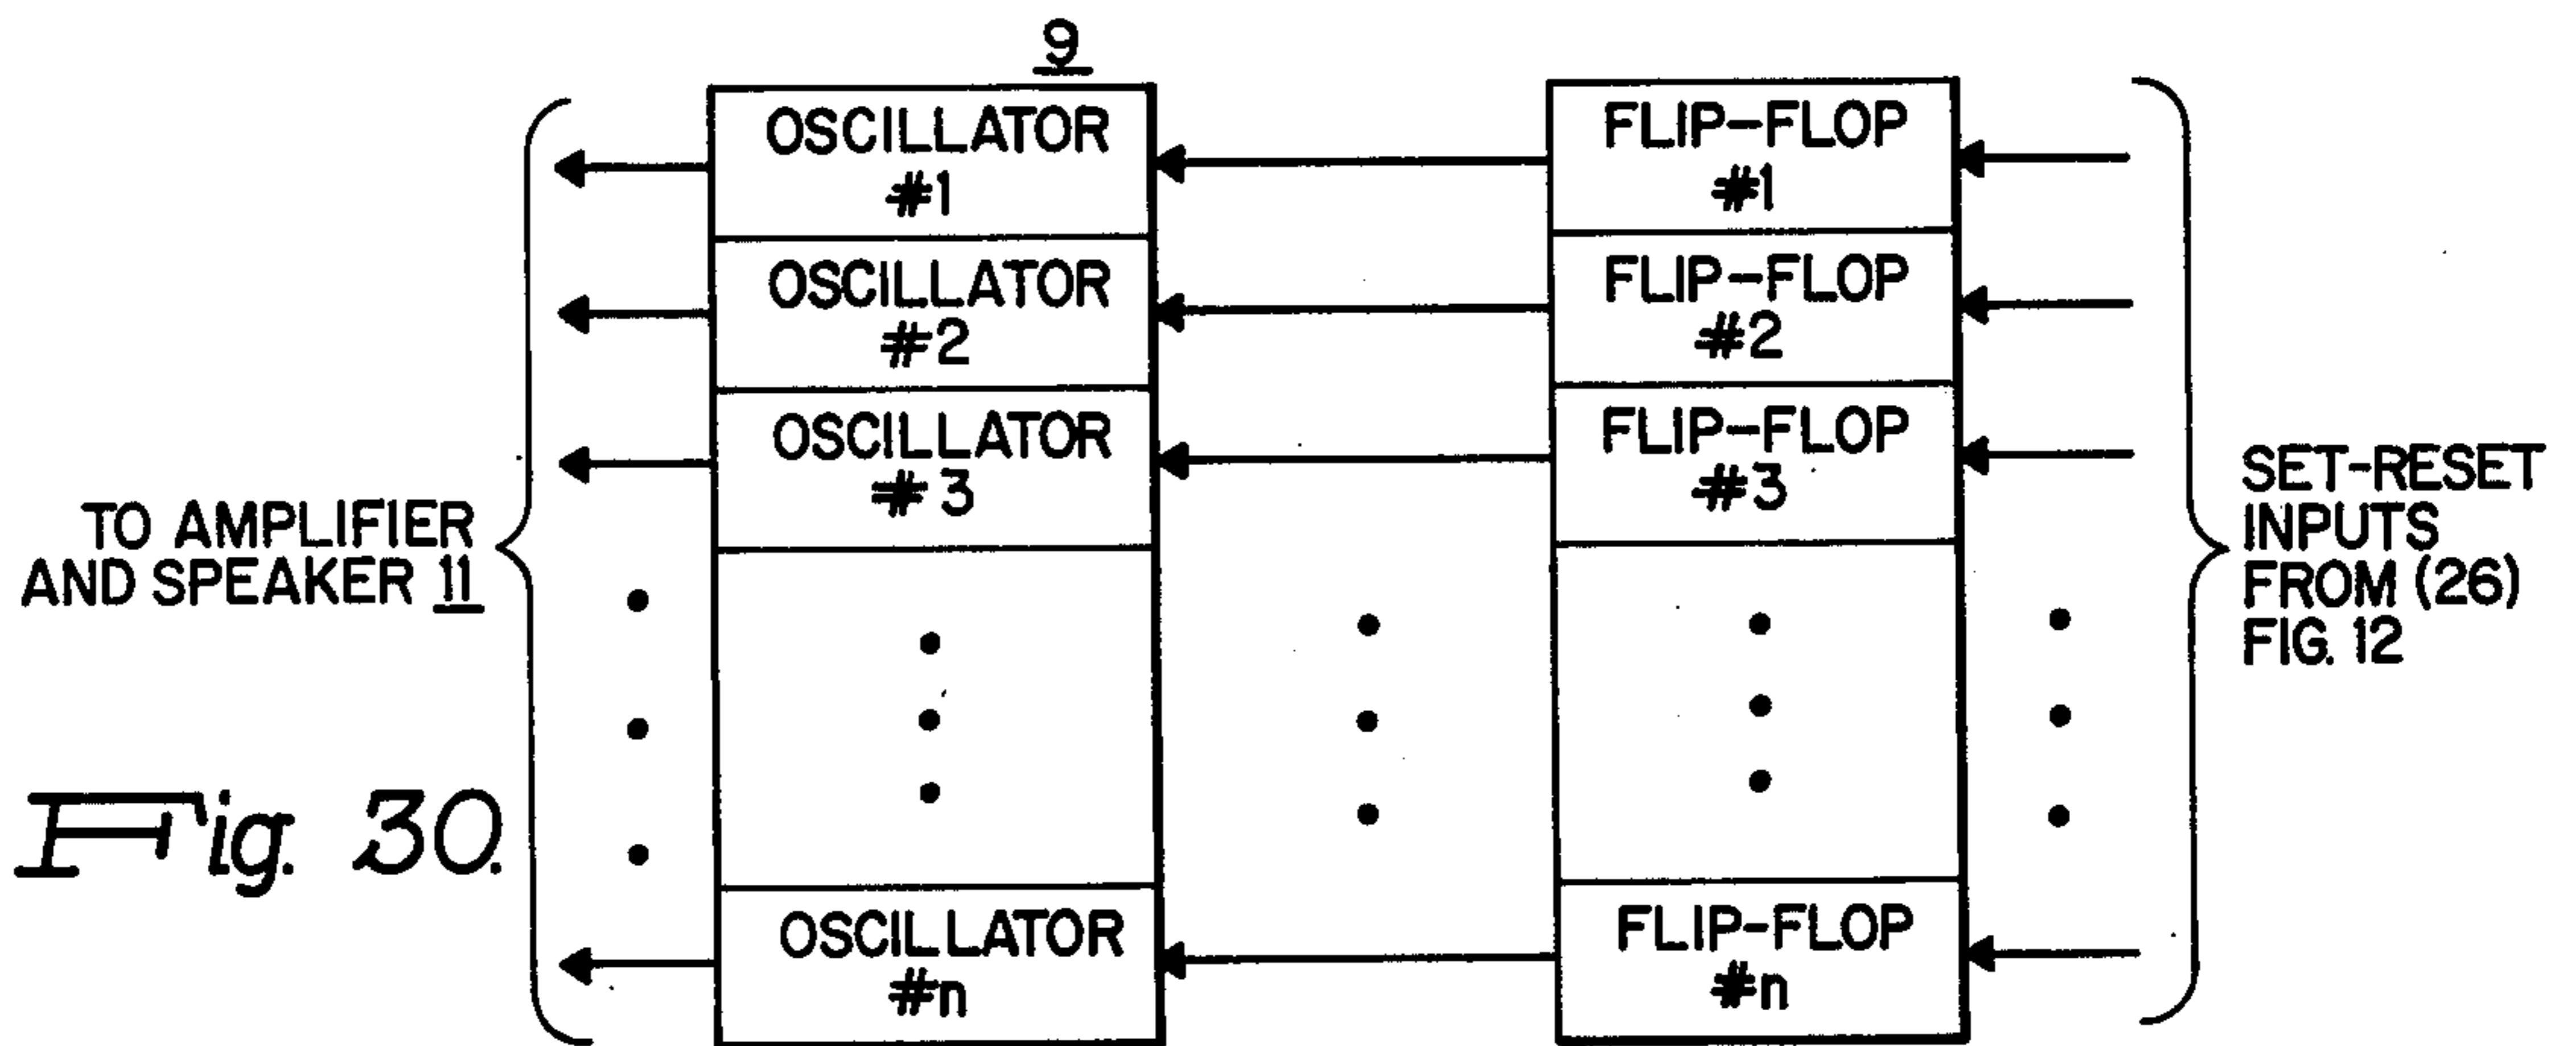 9
OSCILLATOR
#1
OSCILLATOR
#2
OSCILLATOR
#3
OSCILLATOR
#n
FLIP-FLOP
#1
FLIP-FLOP
#2
FLIP-FLOP
#3
FLIP-FLOP
#n
TO AMPLIFIER
AND SPEAKER 11
SET-RESET
INPUTS
FROM (26)
FIG. 12
Fig. 30.